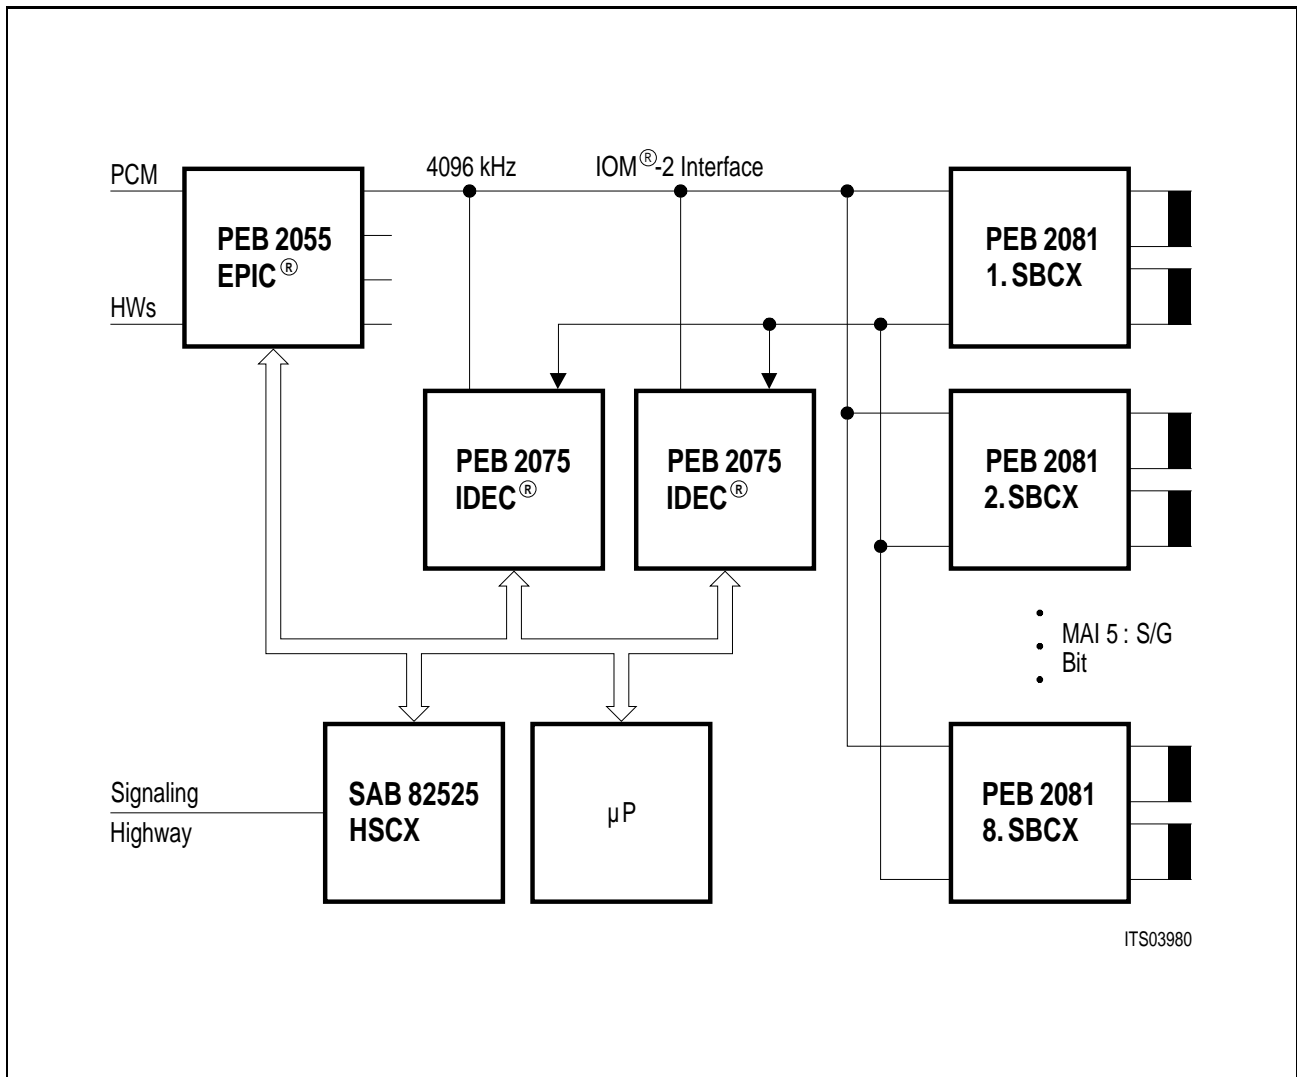 PCM
4096 kHz
IOM®-2 Interface
PEB 2055
EPIC®
HWs
PEB 2081
1. SBCX
PEB 2075
IDEC®
PEB 2075
IDEC®
PEB 2081
2. SBCX
MAI 5 : S/G
Bit
Signaling
Highway
SAB 82525
HSCX
µP
PEB 2081
8. SBCX
ITS03980